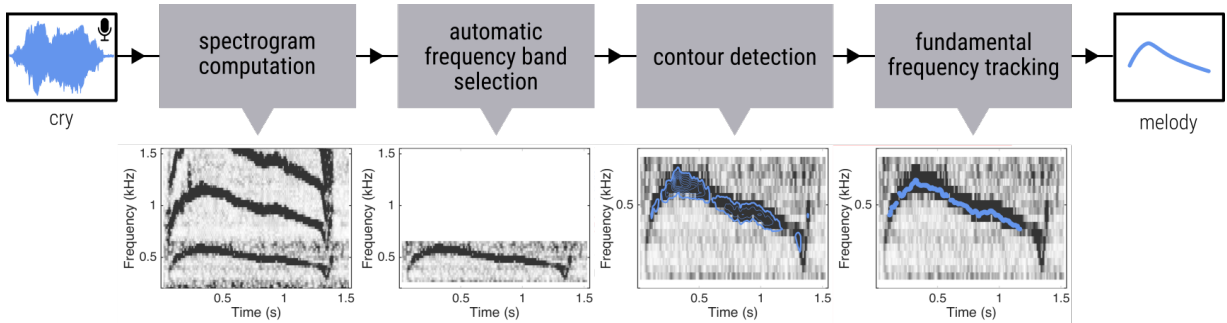 cry
spectrogram
computation
automatic
frequency band
selection
contour detection
fundamental
frequency tracking
melody
Frequency (kHz)
1.5
1
0.5
0.5
1
1.5
Time (s)
Frequency (kHz)
1.5
1
0.5
0.5
1
1.5
Time (s)
Frequency (kHz)
0.5
0.5
1
1.5
Time (s)
Frequency (kHz)
0.5
0.5
1
1.5
Time (s)